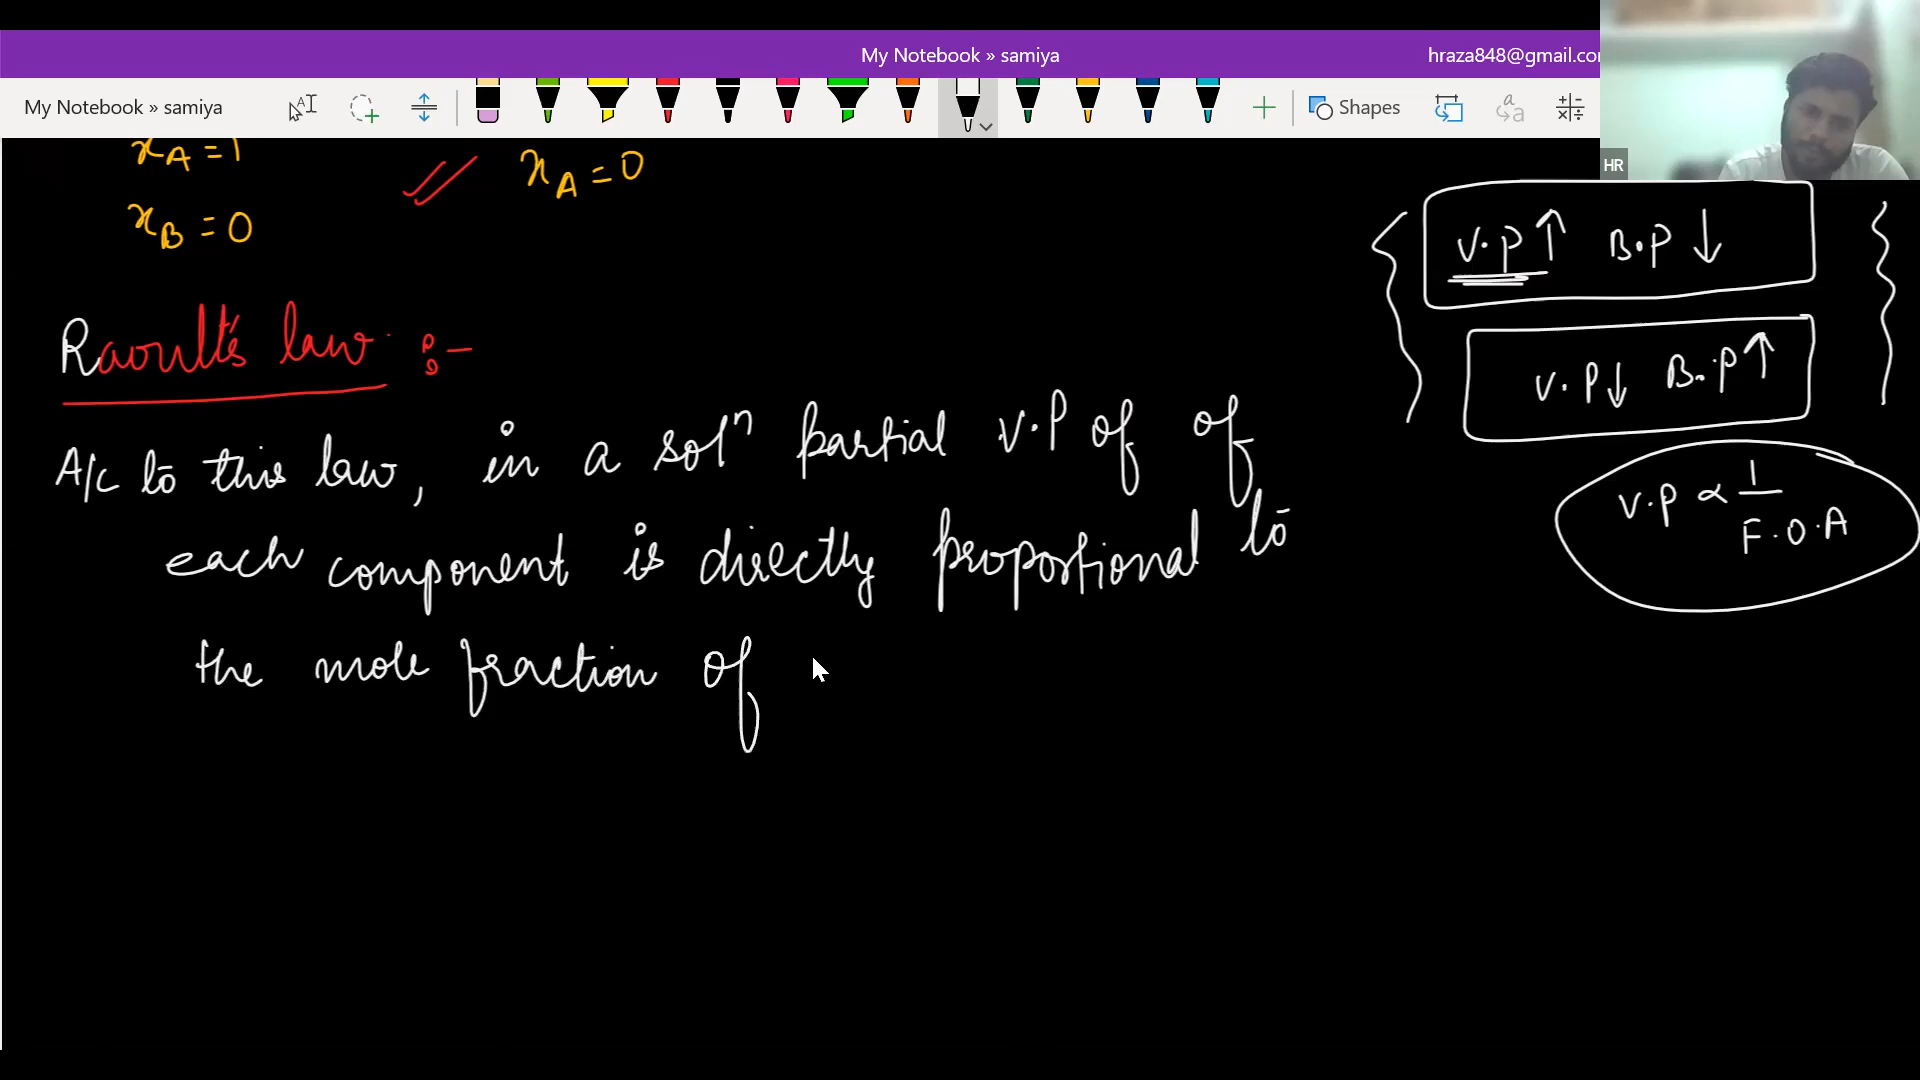 My Notebook » samiya
hraza848@gmail.co
My Notebook » samiya
Shapes
HR
xA = 1
xA = 0
xB = 0
V.P ↑ B.P ↓
V.P ↓ B.P ↑
V.P ∝ 1/F.O.A
Raoult's law :-
A/c to this law, in a solⁿ partial V.P of of
each component is directly proportional to
the mole fraction of